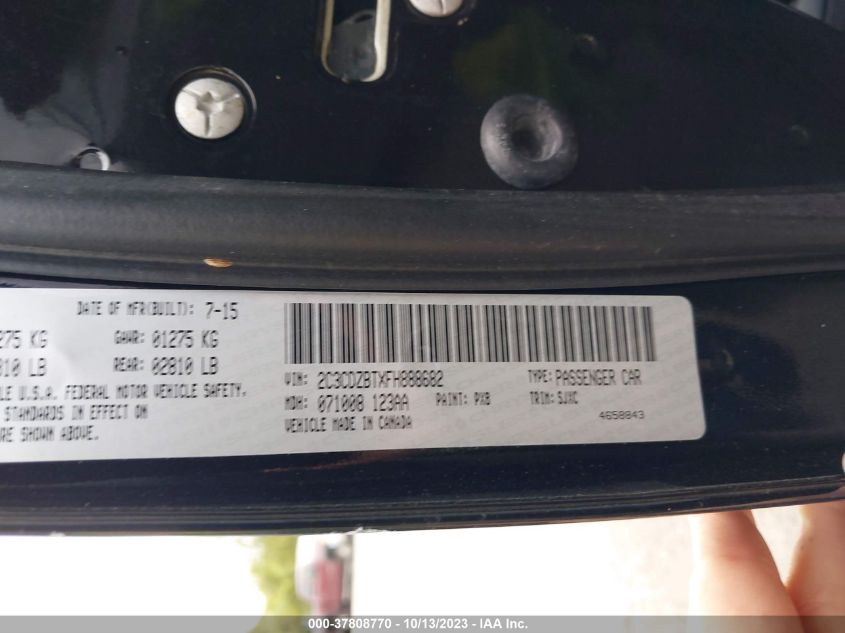 DATE OF MFR(BUILT): 7-15
275 KG GAWR: 01275 KG
810 LB REAR: 02810 LB
LE U.S.A. FEDERAL MOTOR VEHICLE SAFETY,
STANDARDS IN EFFECT ON
RE SHOWN ABOVE.
VIN: 2C3CDZBTXFH888682 TYPE: PASSENGER CAR
MDH: 071008 123AA PAINT: PX8 TRIM: SJXC
VEHICLE MADE IN CANADA 4658843
000-37808770 - 10/13/2023 - IAA Inc.